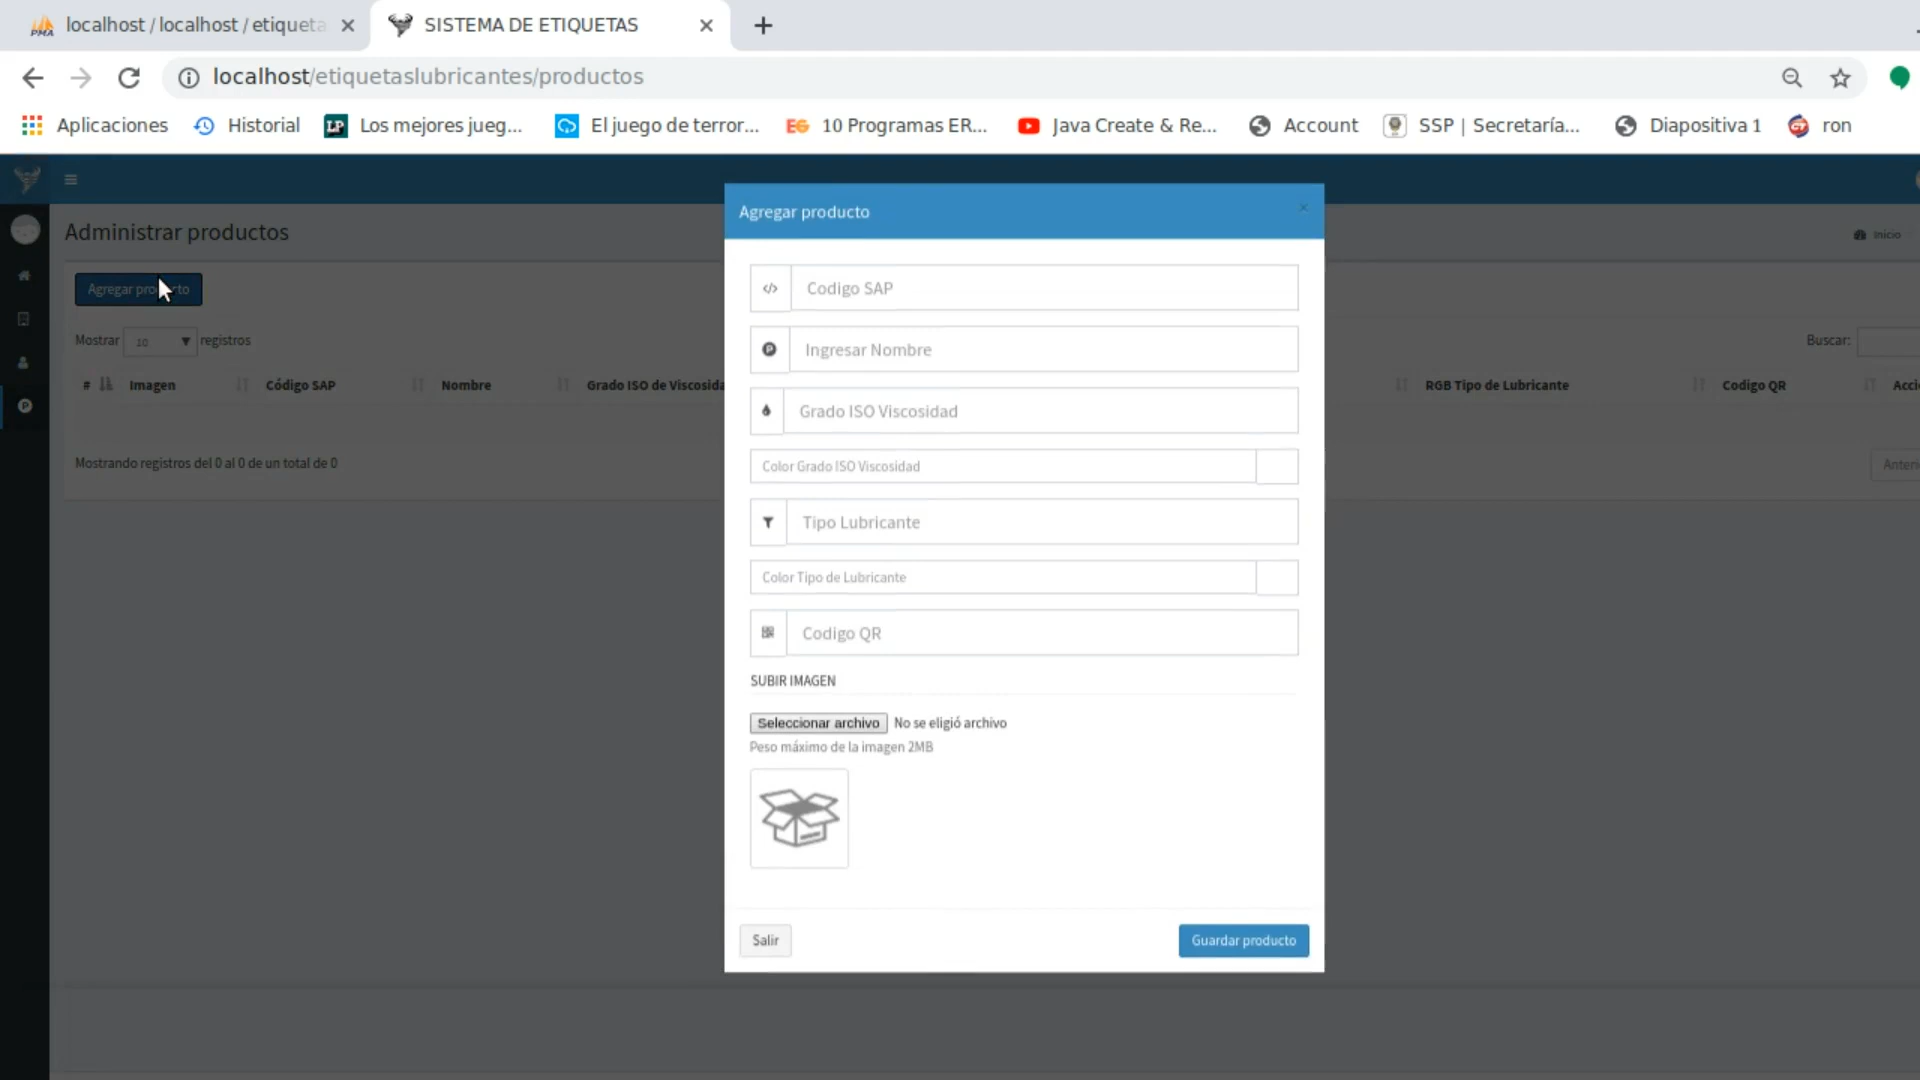 localhost / localhost / etiqueta
SISTEMA DE ETIQUETAS
localhost/etiquetaslubricantes/productos
Aplicaciones
Historial
LP
Los mejores jueg...
El juego de terror...
EG
10 Programas ER...
Java Create & Re...
Account
SSP | Secretaría...
Diapositiva 1
ron
Administrar productos
Inicio
Agregar producto
Mostrar 10 registros
Buscar:
# Imagen Código SAP Nombre Grado ISO de Viscosida RGB Tipo de Lubricante Codigo QR Acci
Mostrando registros del 0 al 0 de un total de 0
Anteri
Agregar producto
×
Codigo SAP
Ingresar Nombre
Grado ISO Viscosidad
Color Grado ISO Viscosidad
Tipo Lubricante
Color Tipo de Lubricante
Codigo QR
SUBIR IMAGEN
Seleccionar archivo No se eligió archivo
Peso máximo de la imagen 2MB
Salir
Guardar producto